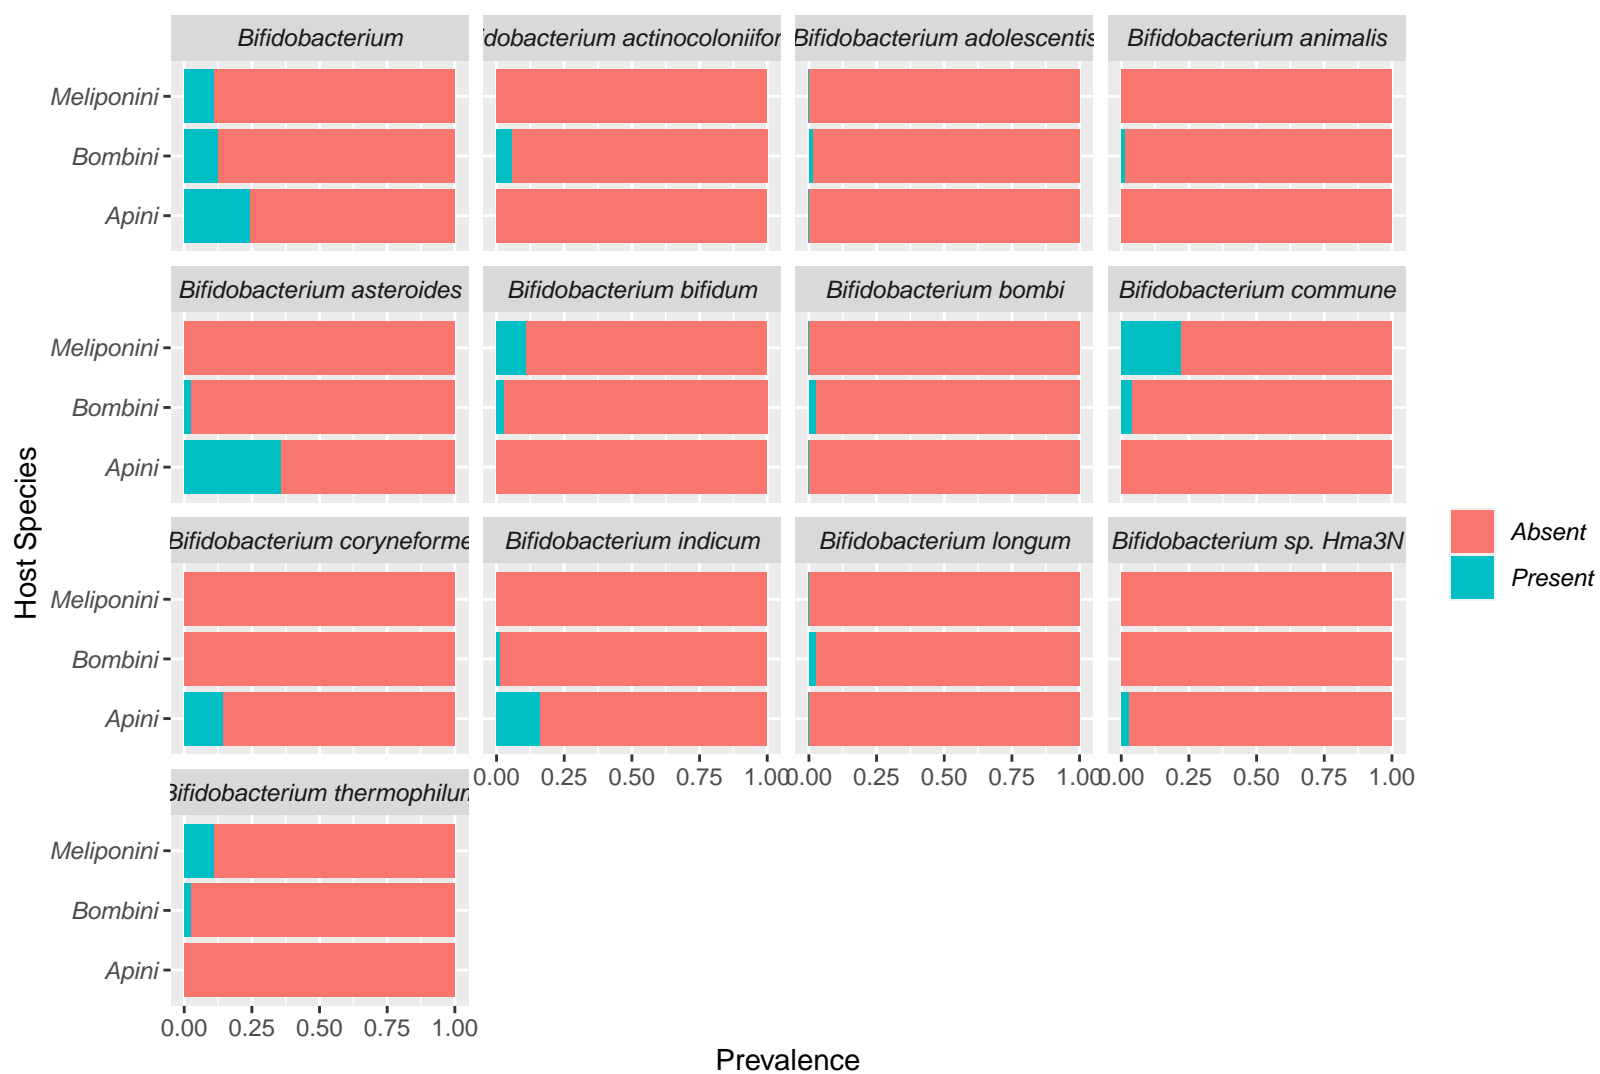 Bifidobacterium
dobacterium actinocoloniifor
Bifidobacterium adolescentis
Bifidobacterium animalis
Meliponini
Bombini
Apini
Bifidobacterium asteroides
Bifidobacterium bifidum
Bifidobacterium bombi
Bifidobacterium commune
Meliponini
Bombini
Apini
Host Species
Absent
Present
Bifidobacterium coryneforme
Bifidobacterium indicum
Bifidobacterium longum
Bifidobacterium sp. Hma3N
Meliponini
Bombini
Apini
0.00 0.25 0.50 0.75 1.00
0.00 0.25 0.50 0.75 1.00
0.00 0.25 0.50 0.75 1.00
Bifidobacterium thermophilum
Meliponini
Bombini
Apini
0.00 0.25 0.50 0.75 1.00
Prevalence